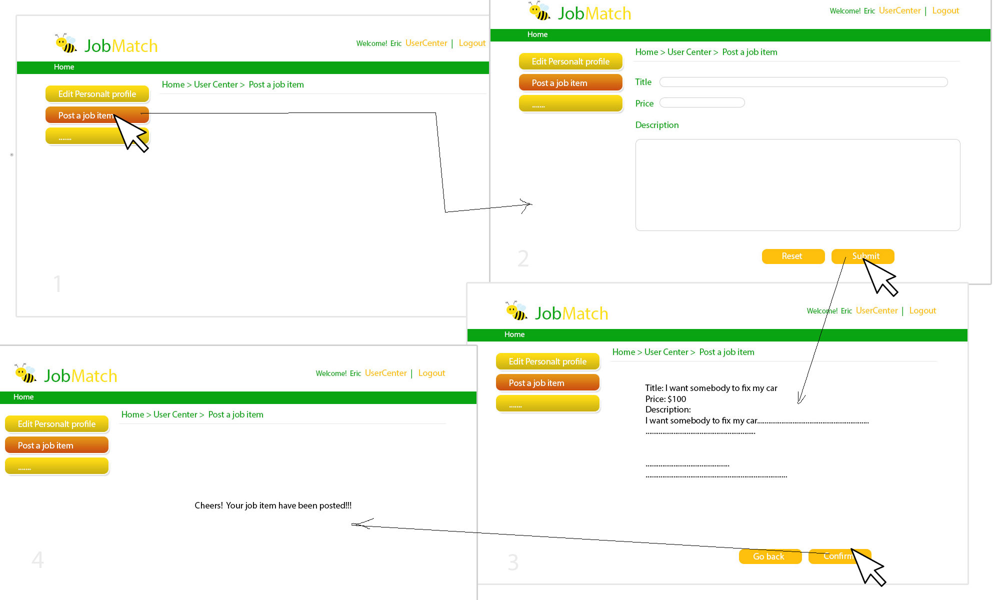 JobMatch
Welcome! Eric UserCenter | Logout
Home
Home > User Center > Post a job item
Edit Personalt profile
Post a job item
.......
1
JobMatch
Welcome! Eric UserCenter | Logout
Home
Home > User Center > Post a job item
Edit Personalt profile
Post a job item
.......
Title
Price
Description
Reset Submit
2
JobMatch
Welcome! Eric UserCenter | Logout
Home
Home > User Center > Post a job item
Edit Personalt profile
Post a job item
.......
Title: I want somebody to fix my car
Price: $100
Description:
I want somebody to fix my car............................................................
...........................................................
.............................................
............................................................................
Go back Confirm
3
JobMatch
Welcome! Eric UserCenter | Logout
Home
Home > User Center > Post a job item
Edit Personalt profile
Post a job item
.......
Cheers! Your job item have been posted!!!
4